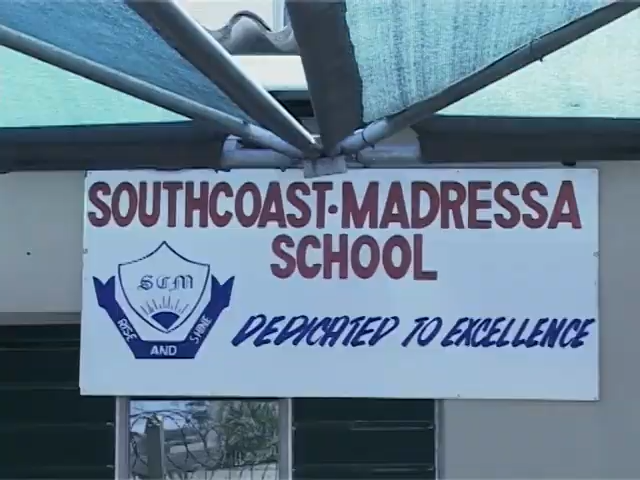 SOUTHCOAST·MADRESSA
SCHOOL
SCM
RISE AND SHINE
DEDICATED TO EXCELLENCE